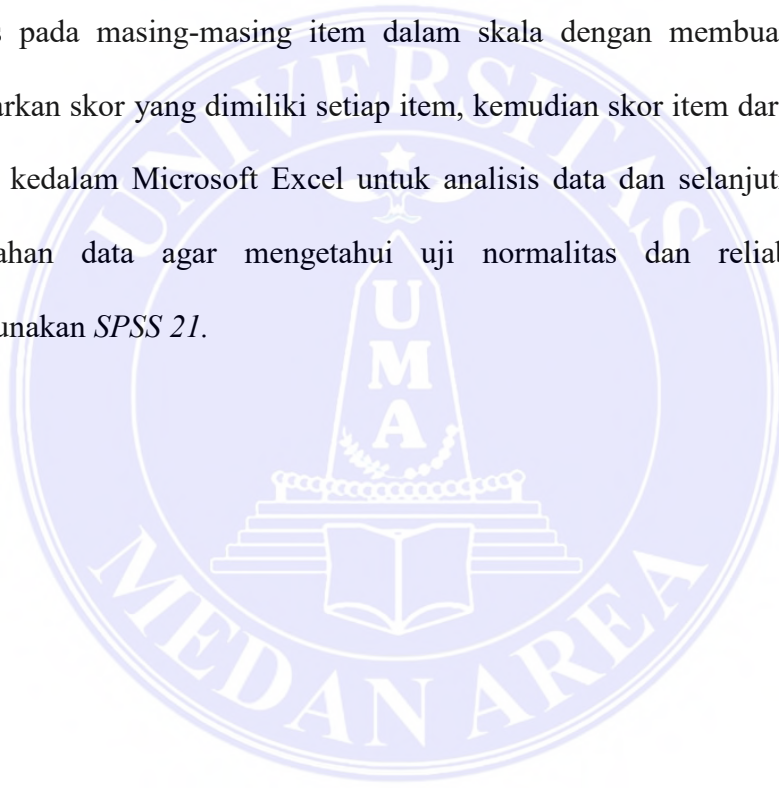 pada masing-masing item dalam skala dengan membua
arkan skor yang dimiliki setiap item, kemudian skor item dar
kedalam Microsoft Excel untuk analisis data dan selanjut
ahan data agar mengetahui uji normalitas dan relia
unakan SPSS 21.
UNIVERSITAS
U
M
A
MEDAN AREA